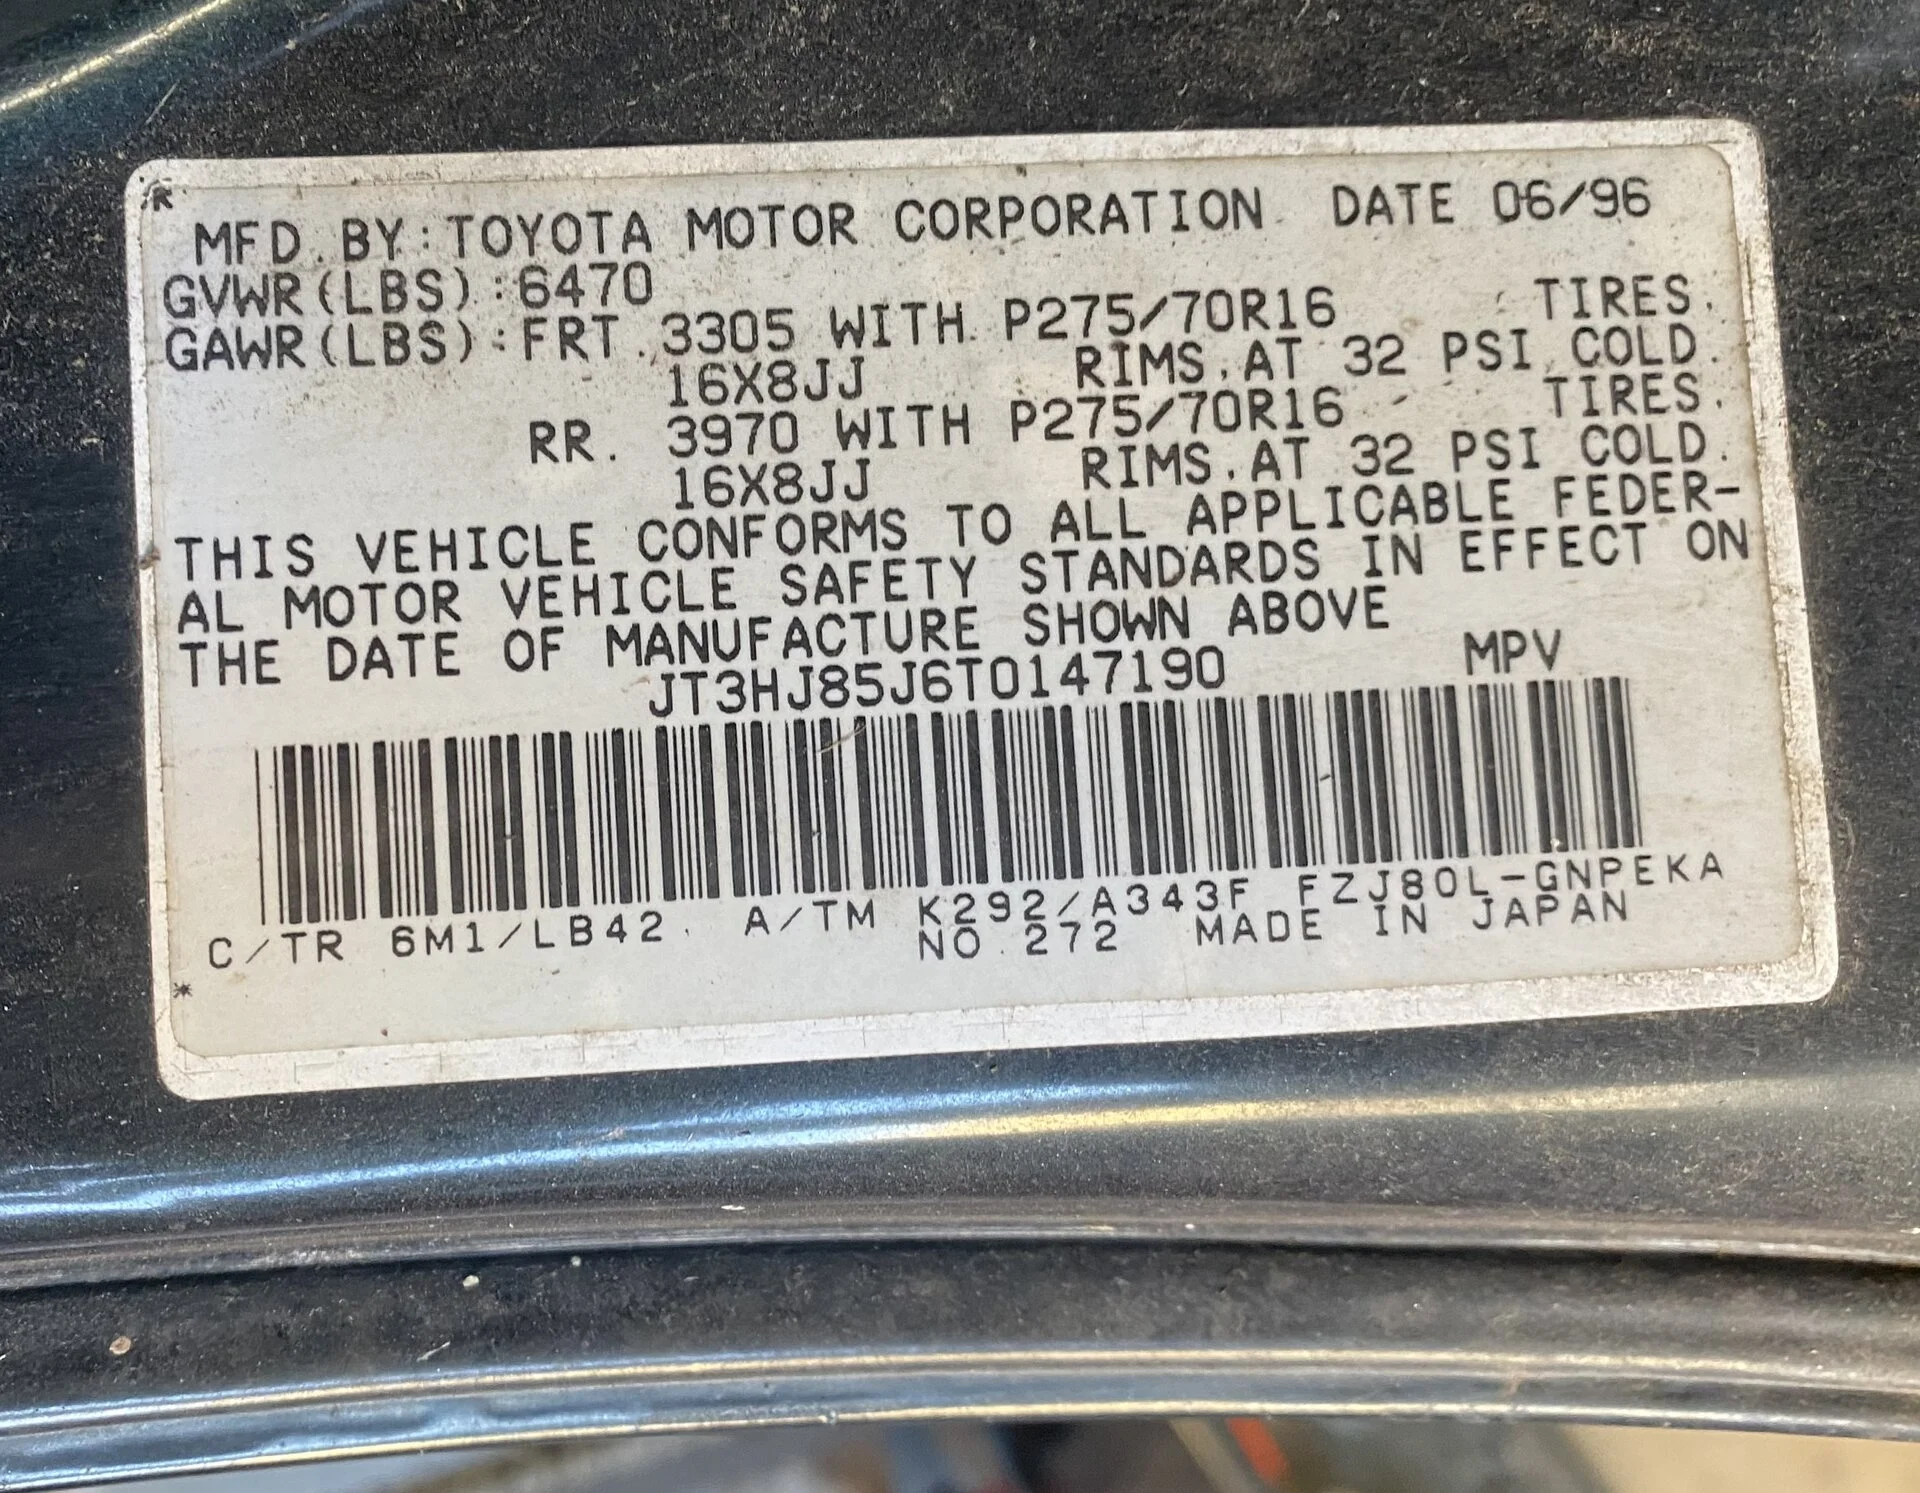 MFD. BY: TOYOTA MOTOR CORPORATION DATE 06/96
GVWR(LBS):6470
GAWR(LBS):FRT. 3305 WITH P275/70R16 TIRES.
16X8JJ RIMS.AT 32 PSI COLD.
RR. 3970 WITH P275/70R16 TIRES.
16X8JJ RIMS.AT 32 PSI COLD.
THIS VEHICLE CONFORMS TO ALL APPLICABLE FEDER-
AL MOTOR VEHICLE SAFETY STANDARDS IN EFFECT ON
THE DATE OF MANUFACTURE SHOWN ABOVE
JT3HJ85J6T0147190 MPV
C/TR 6M1/LB42 A/TM K292/A343F FZJ80L-GNPEKA
NO.272 MADE IN JAPAN